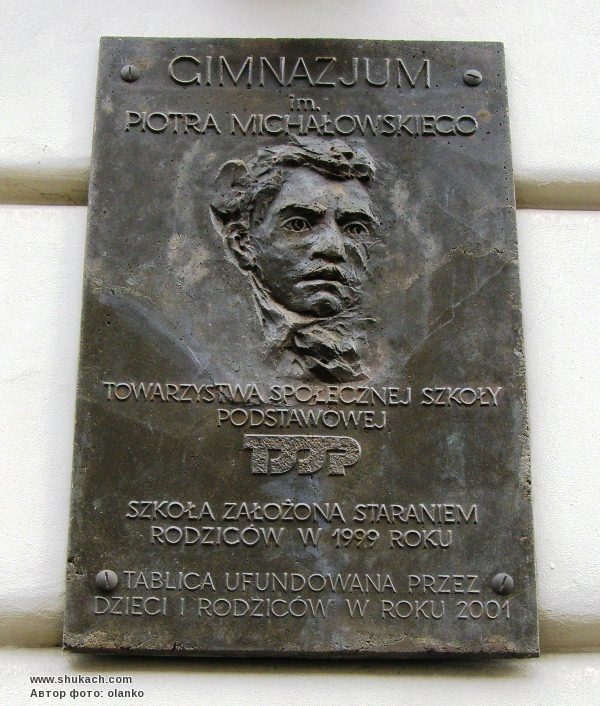 GIMNAZJUM
im.
PIOTRA MICHAŁOWSKIEGO
TOWARZYSTWA SPOŁECZNEJ SZKOŁY
PODSTAWOWEJ
TSSP
SZKOŁA ZAŁOŻONA STARANIEM
RODZICÓW W 1999 ROKU
TABLICA UFUNDOWANA PRZEZ
DZIECI I RODZICÓW W ROKU 2001
www.shukach.com
Автор фото: olanko